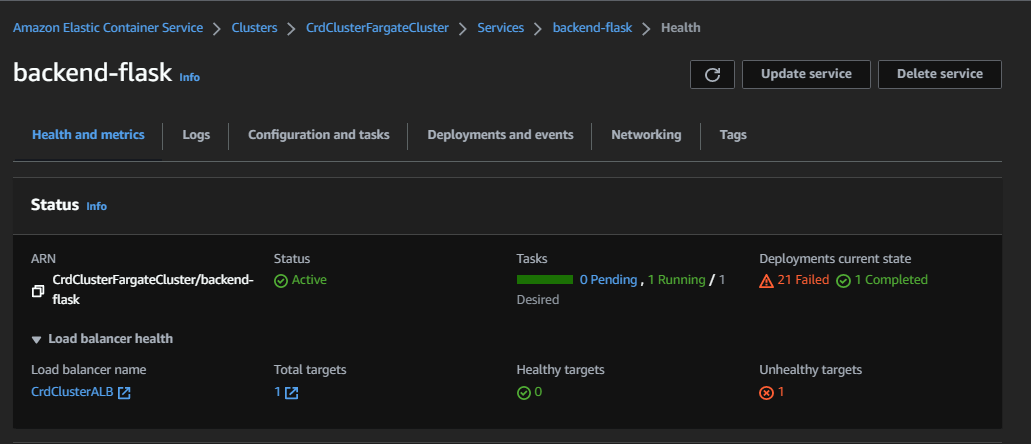 Amazon Elastic Container Service > Clusters > CrdClusterFargateCluster > Services > backend-flask > Health
backend-flask Info
Update service Delete service
Health and metrics Logs Configuration and tasks Deployments and events Networking Tags
Status Info
ARN Status Tasks Deployments current state
CrdClusterFargateCluster/backend- Active 0 Pending , 1 Running / 1 21 Failed 1 Completed
flask Desired
Load balancer health
Load balancer name Total targets Healthy targets Unhealthy targets
CrdClusterALB 1 0 1